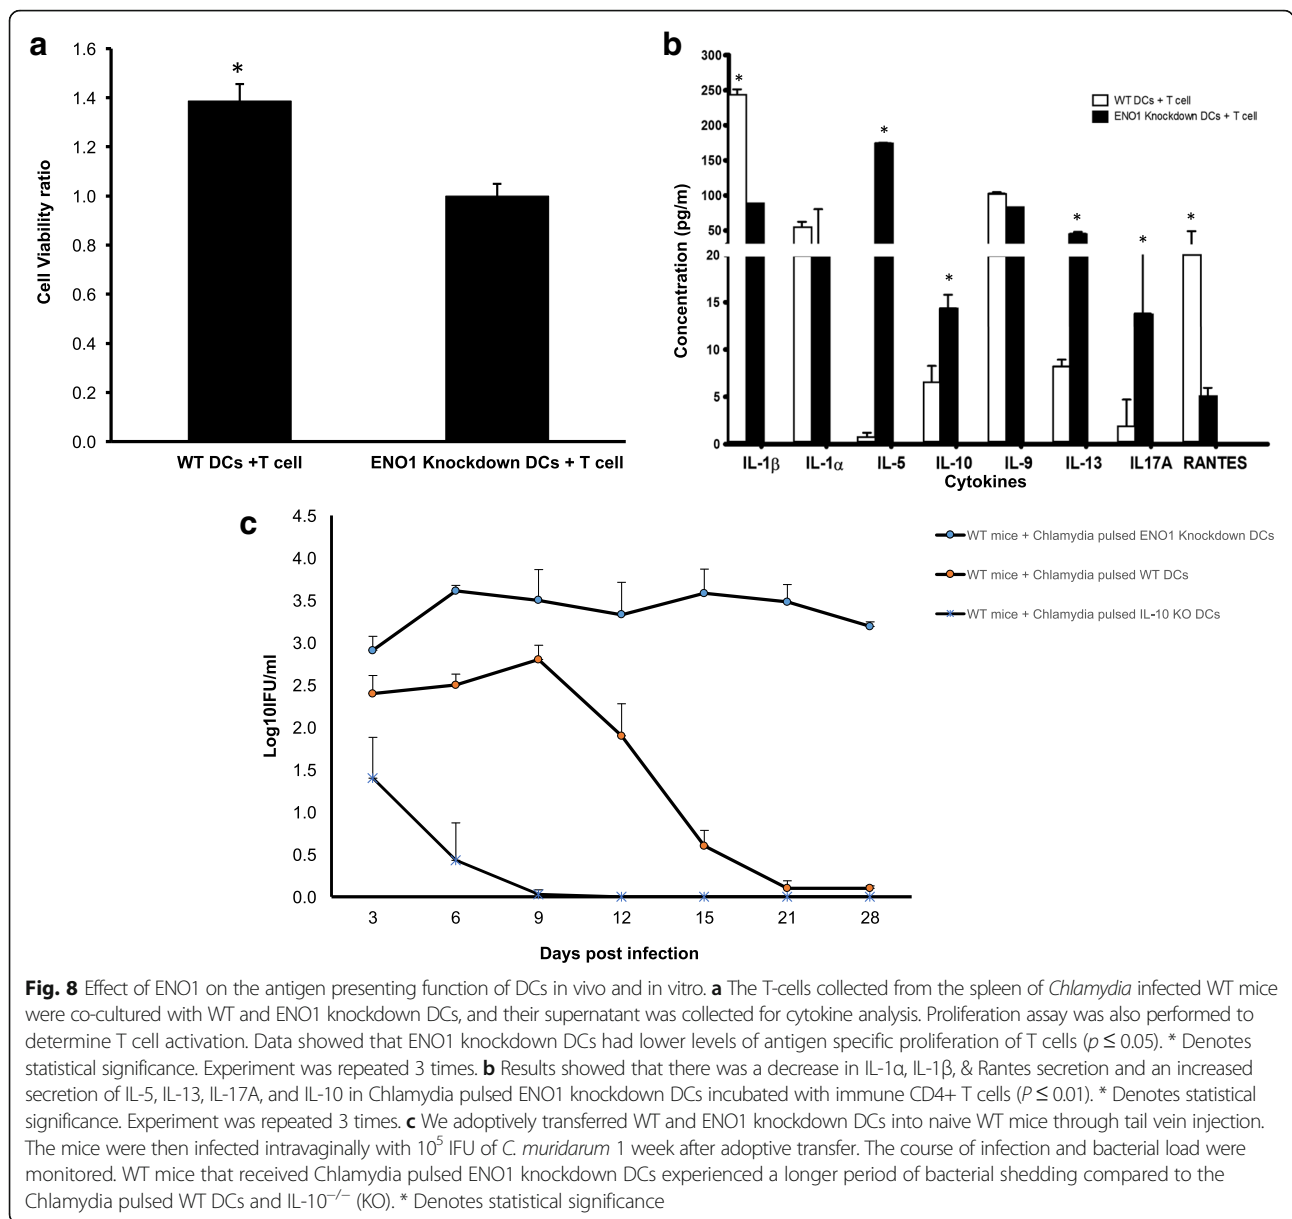 a
1.6
1.4
1.2
1.0
0.8
0.6
0.4
0.2
0.0
Cell Viability ratio
*
WT DCs +T cell
ENO1 Knockdown DCs + T cell
b
300
250
200
150
100
50
20
15
10
5
0
Concentration (pg/m)
* * * * * *
WT DCs + T cell
ENO1 Knockdown DCs + T cell
IL-1β IL-1α IL-5 IL-10 IL-9 IL-13 IL17A RANTES
Cytokines
c
4.5
4.0
3.5
3.0
2.5
2.0
1.5
1.0
0.5
0.0
Log10IFU/ml
3 6 9 12 15 21 28
Days post infection
WT mice + Chlamydia pulsed ENO1 Knockdown DCs
WT mice + Chlamydia pulsed WT DCs
WT mice + Chlamydia pulsed IL-10 KO DCs
Fig. 8 Effect of ENO1 on the antigen presenting function of DCs in vivo and in vitro. a The T-cells collected from the spleen of Chlamydia infected WT mice
were co-cultured with WT and ENO1 knockdown DCs, and their supernatant was collected for cytokine analysis. Proliferation assay was also performed to
determine T cell activation. Data showed that ENO1 knockdown DCs had lower levels of antigen specific proliferation of T cells (p ≤ 0.05). * Denotes
statistical significance. Experiment was repeated 3 times. b Results showed that there was a decrease in IL-1α, IL-1β, & Rantes secretion and an increased
secretion of IL-5, IL-13, IL-17A, and IL-10 in Chlamydia pulsed ENO1 knockdown DCs incubated with immune CD4+ T cells (P ≤ 0.01). * Denotes statistical
significance. Experiment was repeated 3 times. c We adoptively transferred WT and ENO1 knockdown DCs into naive WT mice through tail vein injection.
The mice were then infected intravaginally with 10⁵ IFU of C. muridarum 1 week after adoptive transfer. The course of infection and bacterial load were
monitored. WT mice that received Chlamydia pulsed ENO1 knockdown DCs experienced a longer period of bacterial shedding compared to the
Chlamydia pulsed WT DCs and IL-10⁻/⁻ (KO). * Denotes statistical significance